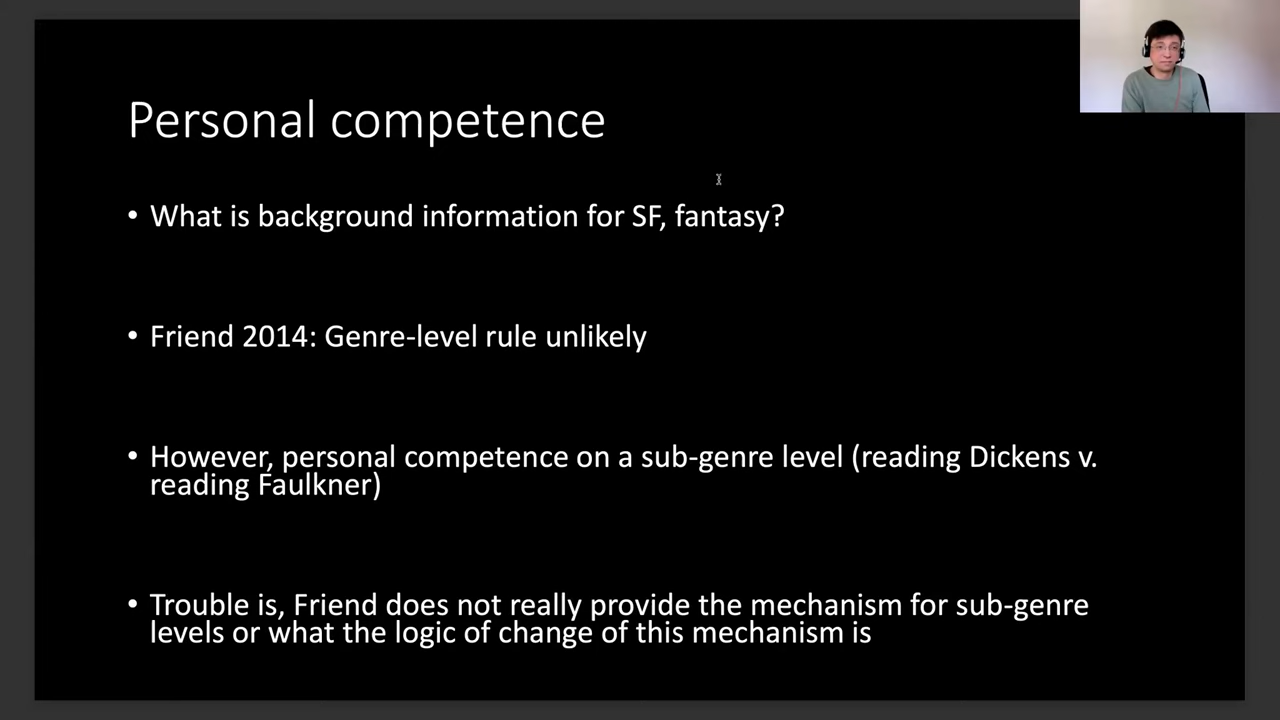 Personal competence
• What is background information for SF, fantasy?
• Friend 2014: Genre-level rule unlikely
• However, personal competence on a sub-genre level (reading Dickens v.
reading Faulkner)
• Trouble is, Friend does not really provide the mechanism for sub-genre
levels or what the logic of change of this mechanism is